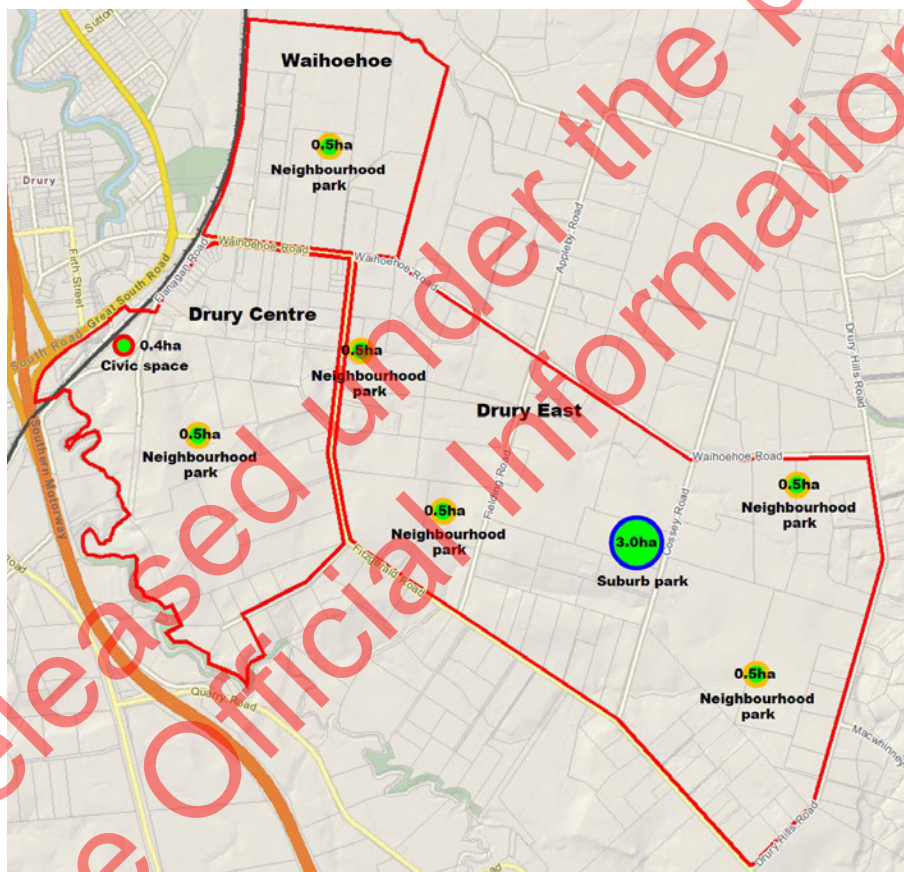 Sutton
Waihoehoe
0.5ha
Neighbourhood
park
Drury
Firth Street
Flanagan Road
Waihoehoe Road
Waihoehoe Road
Appleby Road
South Road
Great South Road
Drury Centre
0.4ha
Civic space
0.5ha
Neighbourhood
park
Drury Hills Road
Drury East
0.5ha
Neighbourhood
park
Southern Motorway
Fielding Road
Waihoehoe Road
0.5ha
Neighbourhood
park
0.5ha
Neighbourhood
park
Cossey Road
3.0ha
Suburb park
Fitzgerald Road
Road
0.5ha
Neighbourhood
park
Quarry Road
Macwhinney
Drury Hills Road
eleased under the p
e Official Information